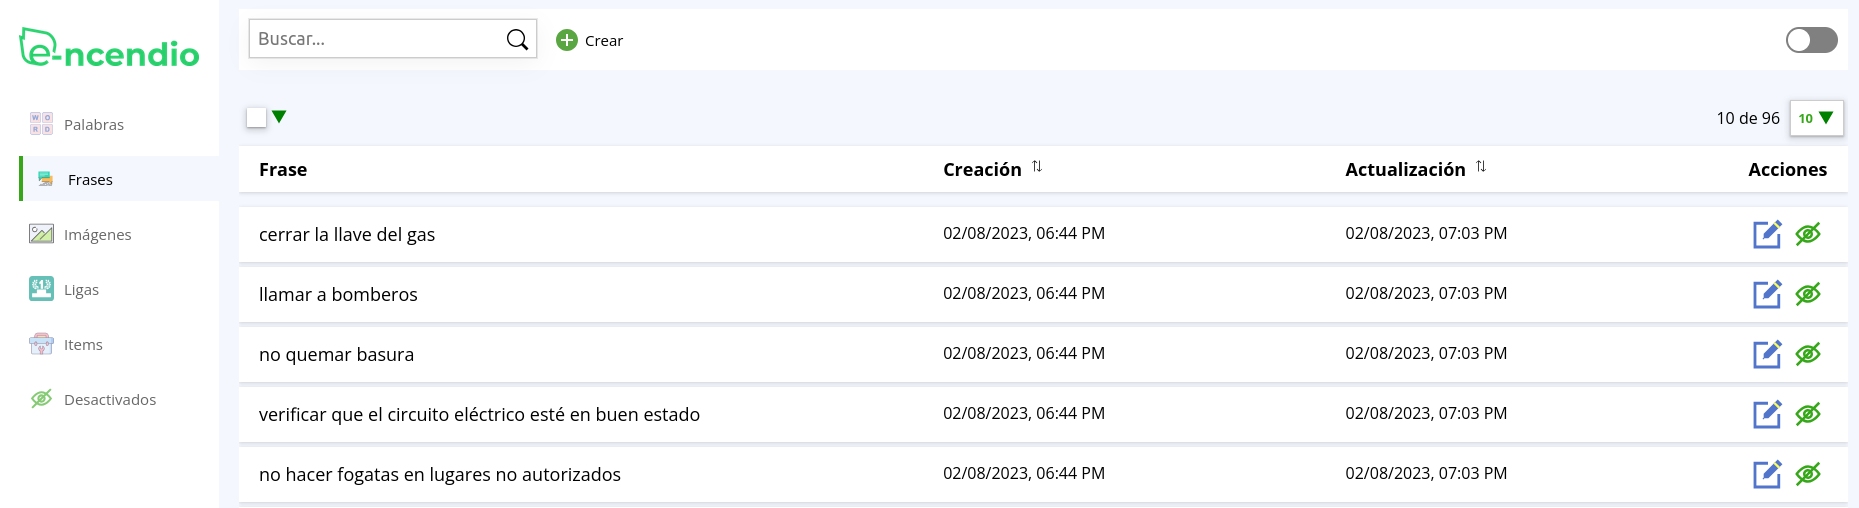 e-ncendio
Palabras
Frases
Imágenes
Ligas
Items
Desactivados
Buscar...
Crear
10 de 96
10
Frase Creación Actualización Acciones
cerrar la llave del gas 02/08/2023, 06:44 PM 02/08/2023, 07:03 PM
llamar a bomberos 02/08/2023, 06:44 PM 02/08/2023, 07:03 PM
no quemar basura 02/08/2023, 06:44 PM 02/08/2023, 07:03 PM
verificar que el circuito eléctrico esté en buen estado 02/08/2023, 06:44 PM 02/08/2023, 07:03 PM
no hacer fogatas en lugares no autorizados 02/08/2023, 06:44 PM 02/08/2023, 07:03 PM